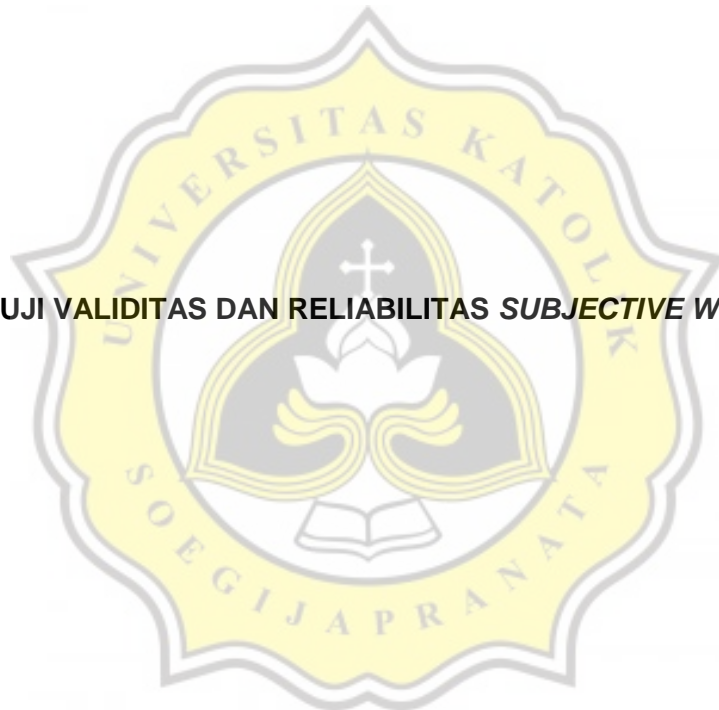 UNIVERSITAS KATOLIK
UJI VALIDITAS DAN RELIABILITAS SUBJECTIVE W
SOEGIJAPRANATA